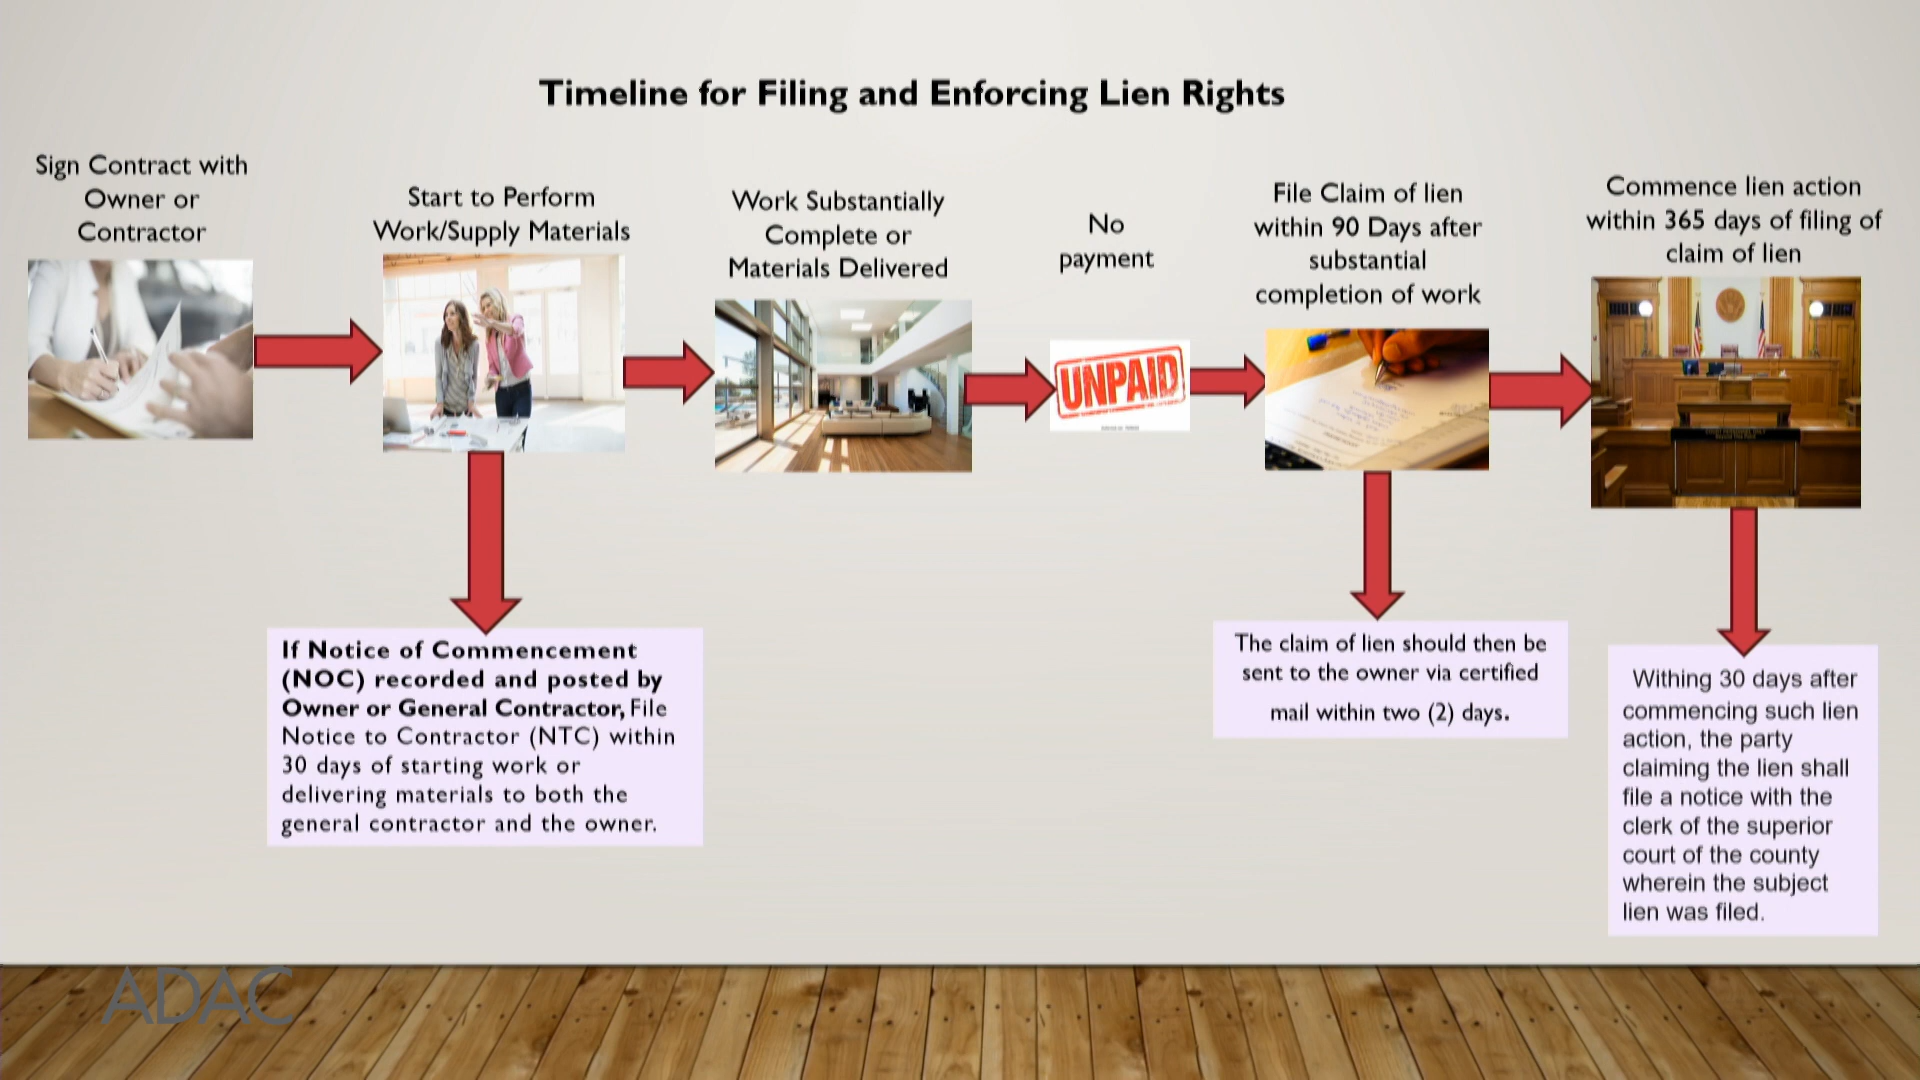 Timeline for Filing and Enforcing Lien Rights
Sign Contract with
Owner or
Contractor
Start to Perform
Work/Supply Materials
Work Substantially
Complete or
Materials Delivered
No
payment
UNPAID
File Claim of lien
within 90 Days after
substantial
completion of work
Commence lien action
within 365 days of filing of
claim of lien
If Notice of Commencement
(NOC) recorded and posted by
Owner or General Contractor, File
Notice to Contractor (NTC) within
30 days of starting work or
delivering materials to both the
general contractor and the owner.
The claim of lien should then be
sent to the owner via certified
mail within two (2) days.
Withing 30 days after
commencing such lien
action, the party
claiming the lien shall
file a notice with the
clerk of the superior
court of the county
wherein the subject
lien was filed.
ADAC